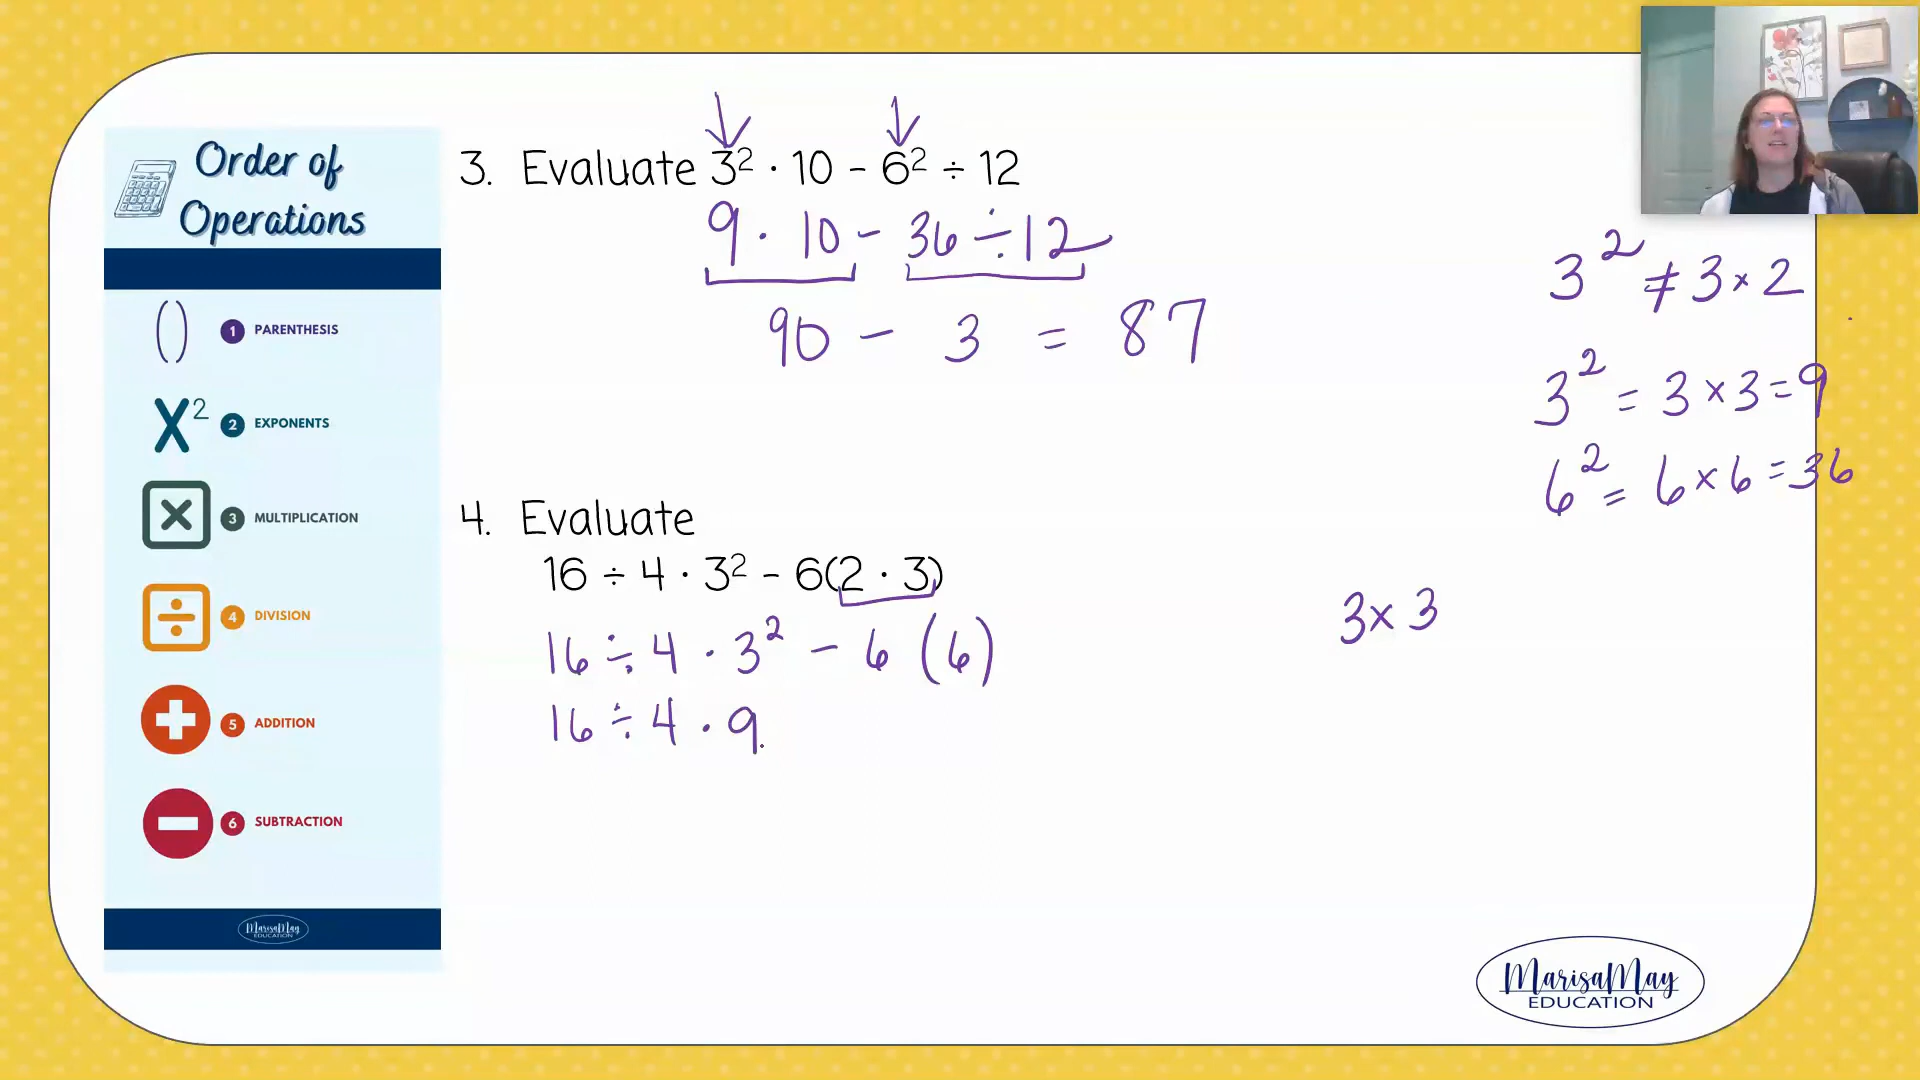 Order of
Operations
( )
1 PARENTHESIS
X²
2 EXPONENTS
×
3 MULTIPLICATION
÷
4 DIVISION
+
5 ADDITION
−
6 SUBTRACTION
MarisaMay
EDUCATION
3. Evaluate 3² · 10 - 6² ÷ 12
9 · 10 - 36 ÷ 12
90 - 3 = 87
4. Evaluate
16 ÷ 4 · 3² - 6(2 · 3)
16 ÷ 4 · 3² - 6 (6)
16 ÷ 4 · 9
3² ≠ 3 × 2
3² = 3 × 3 = 9
6² = 6 × 6 = 36
3 × 3
MarisaMay
EDUCATION